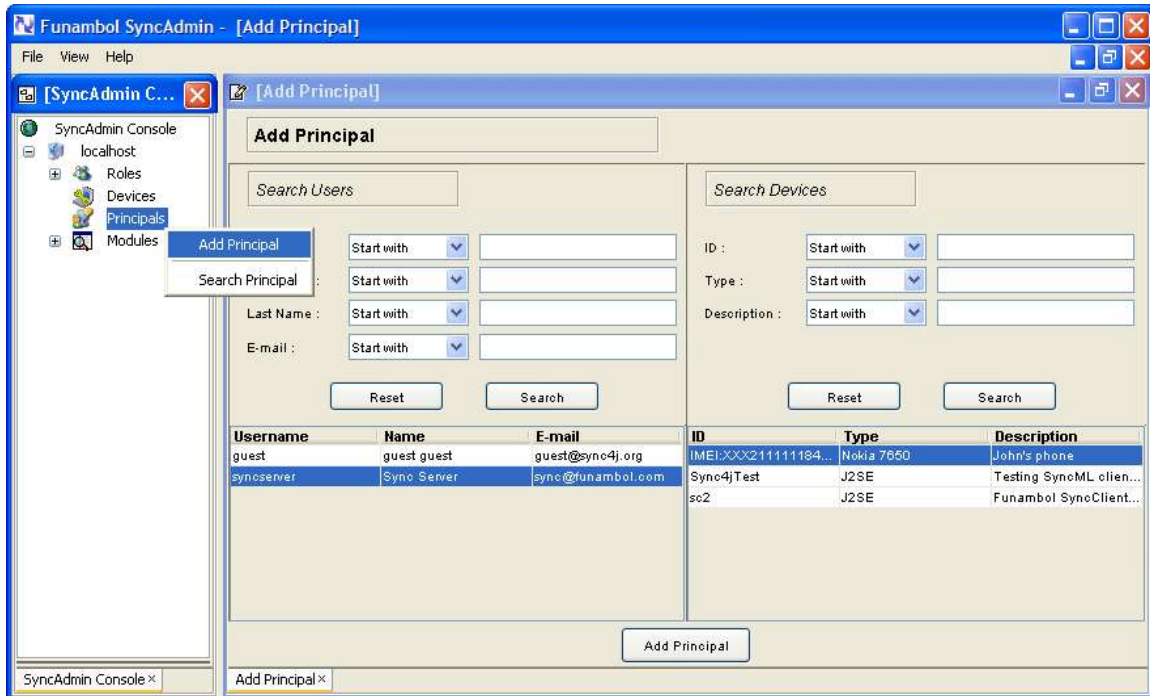 Funambol SyncAdmin - [Add Principal]
File View Help
[SyncAdmin C...
SyncAdmin Console
localhost
Roles
Devices
Principals
Modules
Add Principal
Search Principal
[Add Principal]
Add Principal
Search Users
Start with
: Start with
Last Name : Start with
E-mail : Start with
Reset Search
Search Devices
ID : Start with
Type : Start with
Description : Start with
Reset Search
Username Name E-mail
guest guest guest guest@sync4j.org
syncserver Sync Server sync@funambol.com
ID Type Description
IMEI:XXX211111184... Nokia 7650 John's phone
Sync4jTest J2SE Testing SyncML clien...
sc2 J2SE Funambol SyncClient...
Add Principal
SyncAdmin Console ×
Add Principal ×